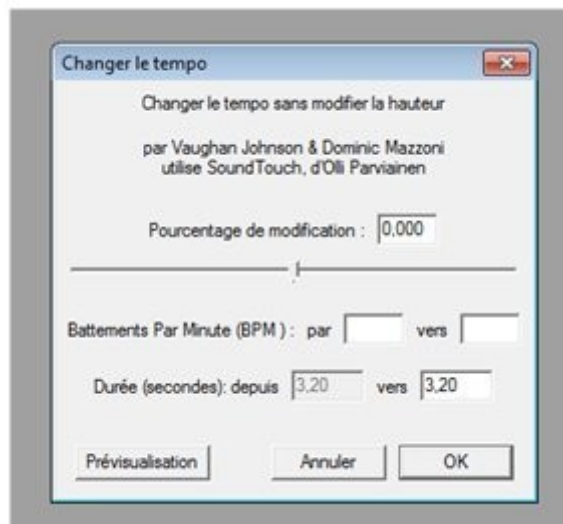 Changer le tempo
Changer le tempo sans modifier la hauteur
par Vaughan Johnson & Dominic Mazzoni
utilise SoundTouch, d'Olli Parviainen
Pourcentage de modification : 0,000
Battements Par Minute (BPM ) : par vers
Durée (secondes): depuis 3,20 vers 3,20
Prévisualisation Annuler OK